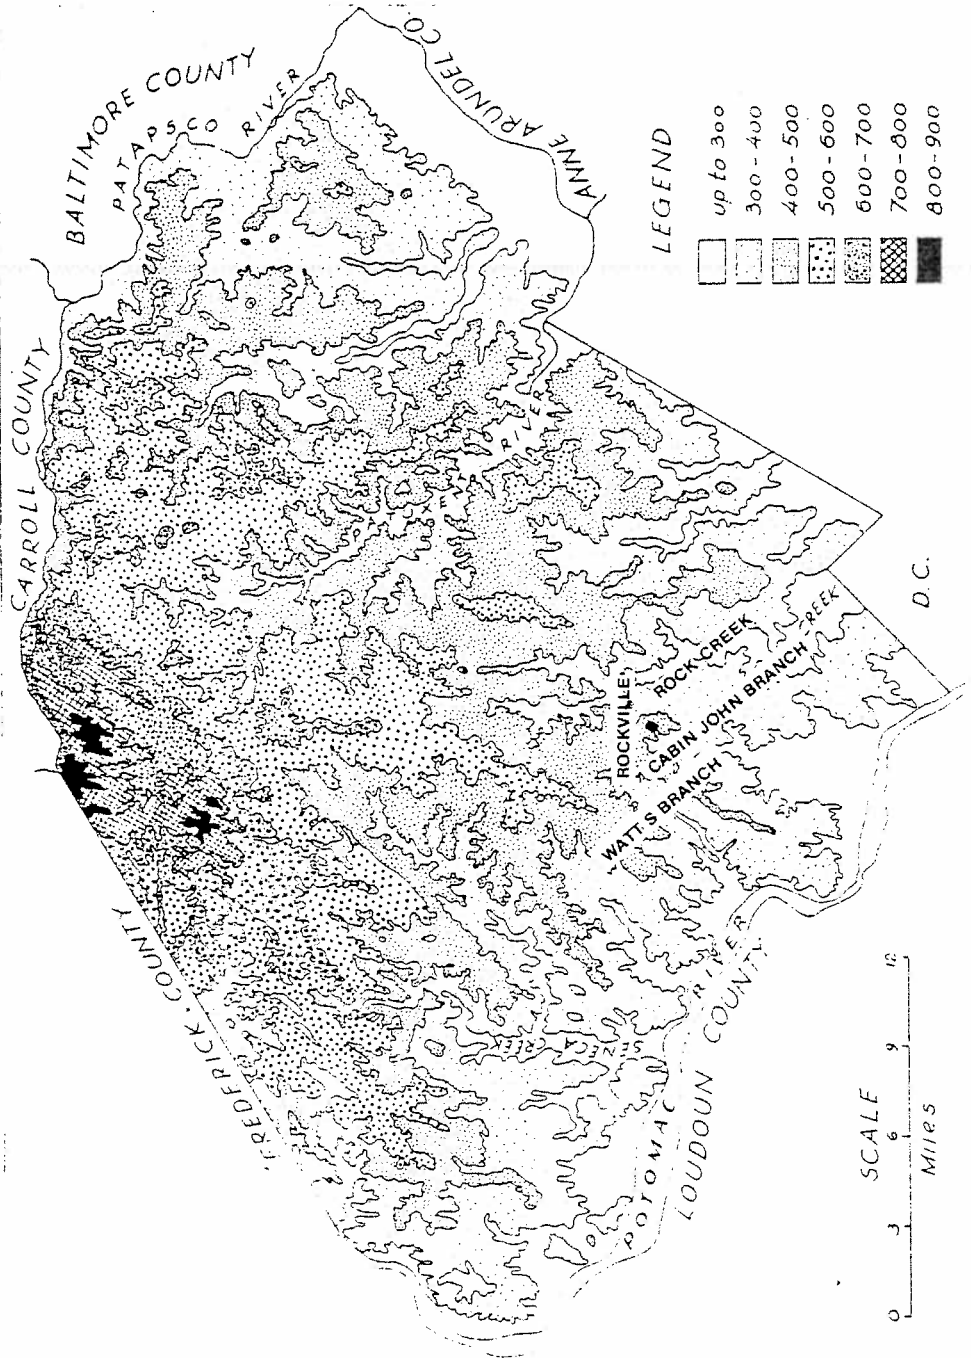 BALTIMORE COUNTY
PATAPSCO RIVER
ANNE ARUNDEL CO.
CARROLL COUNTY
FREDERICK COUNTY
PATUXENT RIVER
ROCKVILLE
ROCK CREEK
CABIN JOHN BRANCH
CREEK
WATTS BRANCH
SENECA CREEK
POTOMAC RIVER
LOUDOUN COUNTY
D.C.
LEGEND
up to 300
300-400
400-500
500-600
600-700
700-800
800-900
SCALE
0 3 6 9 12
Miles